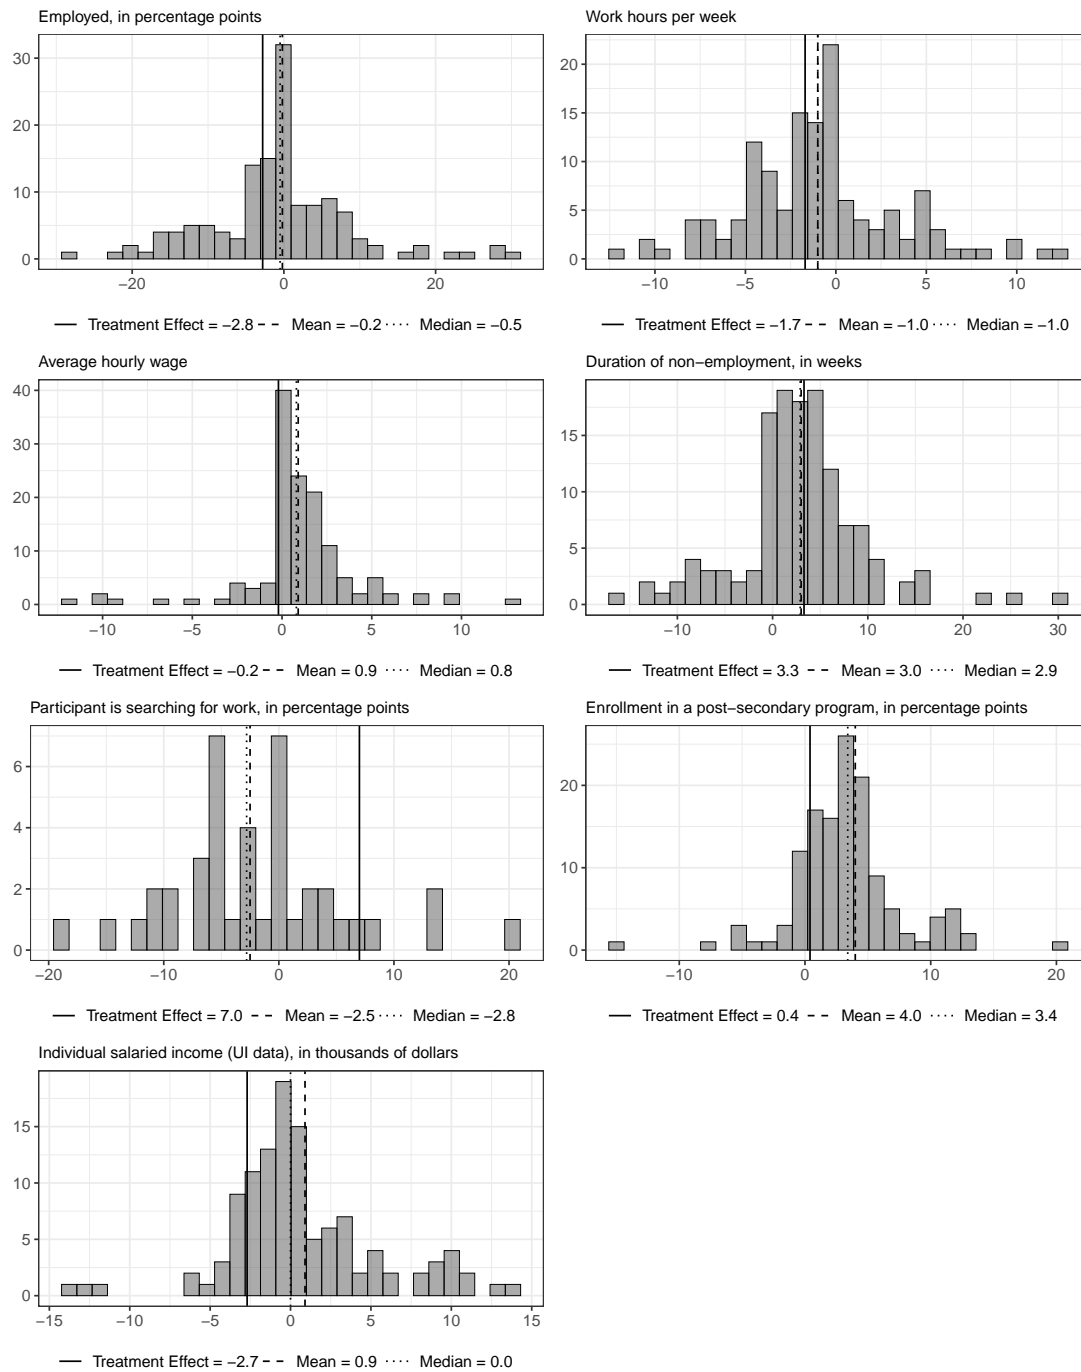 Employed, in percentage points
30
20
10
0
−20 0 20
Treatment Effect = −2.8 Mean = −0.2 Median = −0.5
Work hours per week
20
15
10
5
0
−10 −5 0 5 10
Treatment Effect = −1.7 Mean = −1.0 Median = −1.0
Average hourly wage
40
30
20
10
0
−10 −5 0 5 10
Treatment Effect = −0.2 Mean = 0.9 Median = 0.8
Duration of non−employment, in weeks
15
10
5
0
−10 0 10 20 30
Treatment Effect = 3.3 Mean = 3.0 Median = 2.9
Participant is searching for work, in percentage points
6
4
2
0
−20 −10 0 10 20
Treatment Effect = 7.0 Mean = −2.5 Median = −2.8
Enrollment in a post−secondary program, in percentage points
20
10
0
−10 0 10 20
Treatment Effect = 0.4 Mean = 4.0 Median = 3.4
Individual salaried income (UI data), in thousands of dollars
15
10
5
0
−15 −10 −5 0 5 10 15
Treatment Effect = −2.7 Mean = 0.9 Median = 0.0